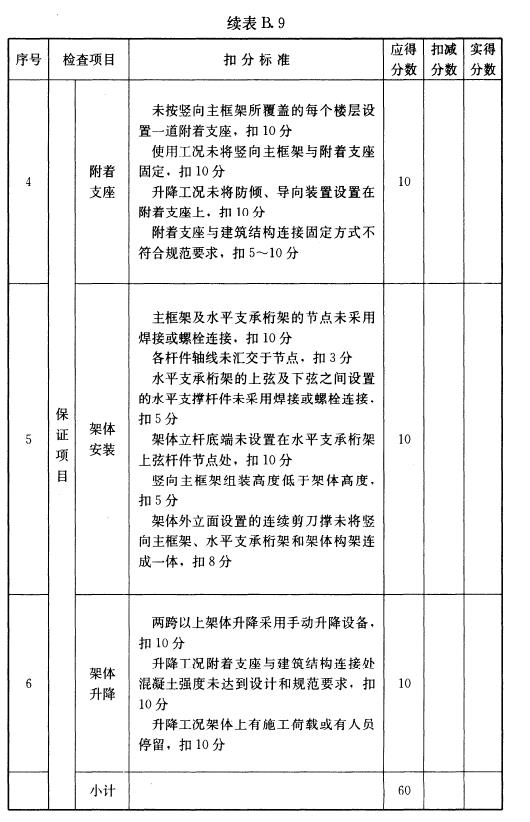 续表 B.9
序号 检查项目 扣分标准 应得分数 扣减分数 实得分数
保证项目
4 附着支座 10
未按竖向主框架所覆盖的每个楼层设
置一道附着支座，扣 10 分
使用工况未将竖向主框架与附着支座
固定，扣 10 分
升降工况未将防倾、导向装置设置在
附着支座上，扣 10 分
附着支座与建筑结构连接固定方式不
符合规范要求，扣 5～10 分
5 架体安装 10
主框架及水平支承桁架的节点未采用
焊接或螺栓连接，扣 10 分
各杆件轴线未汇交于节点，扣 3 分
水平支承桁架的上弦及下弦之间设置
的水平支撑杆件未采用焊接或螺栓连接，
扣 5 分
架体立杆底端未设置在水平支承桁架
上弦杆件节点处，扣 10 分
竖向主框架组装高度低于架体高度，
扣 5 分
架体外立面设置的连续剪刀撑未将竖
向主框架、水平支承桁架和架体构架连
成一体，扣 8 分
6 架体升降 10
两跨以上架体升降采用手动升降设备，
扣 10 分
升降工况附着支座与建筑结构连接处
混凝土强度未达到设计和规范要求，扣
10 分
升降工况架体上有施工荷载或有人员
停留，扣 10 分
小计 60